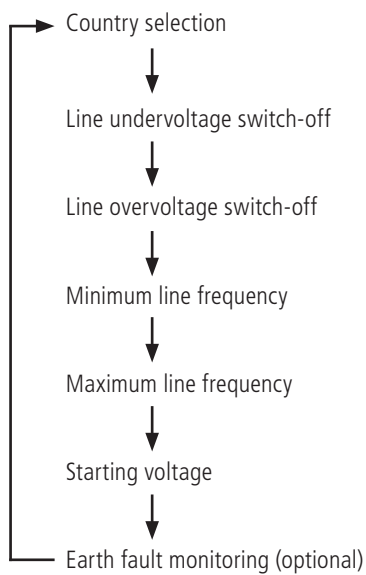 Country selection
Line undervoltage switch-off
Line overvoltage switch-off
Minimum line frequency
Maximum line frequency
Starting voltage
Earth fault monitoring (optional)